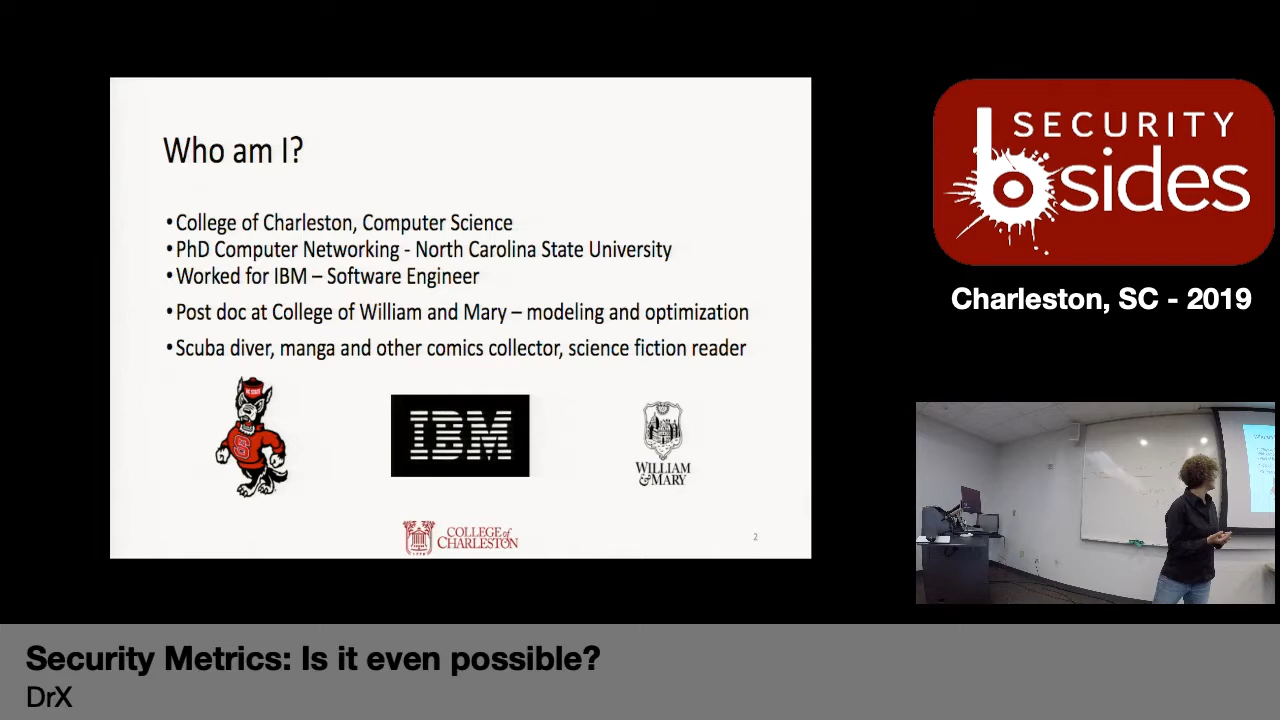 Who am I?
•College of Charleston, Computer Science
•PhD Computer Networking - North Carolina State University
•Worked for IBM – Software Engineer
•Post doc at College of William and Mary – modeling and optimization
•Scuba diver, manga and other comics collector, science fiction reader
IBM
WILLIAM
& MARY
COLLEGE of
CHARLESTON
2
SECURITY
bsides
Charleston, SC - 2019
Security Metrics: Is it even possible?
DrX